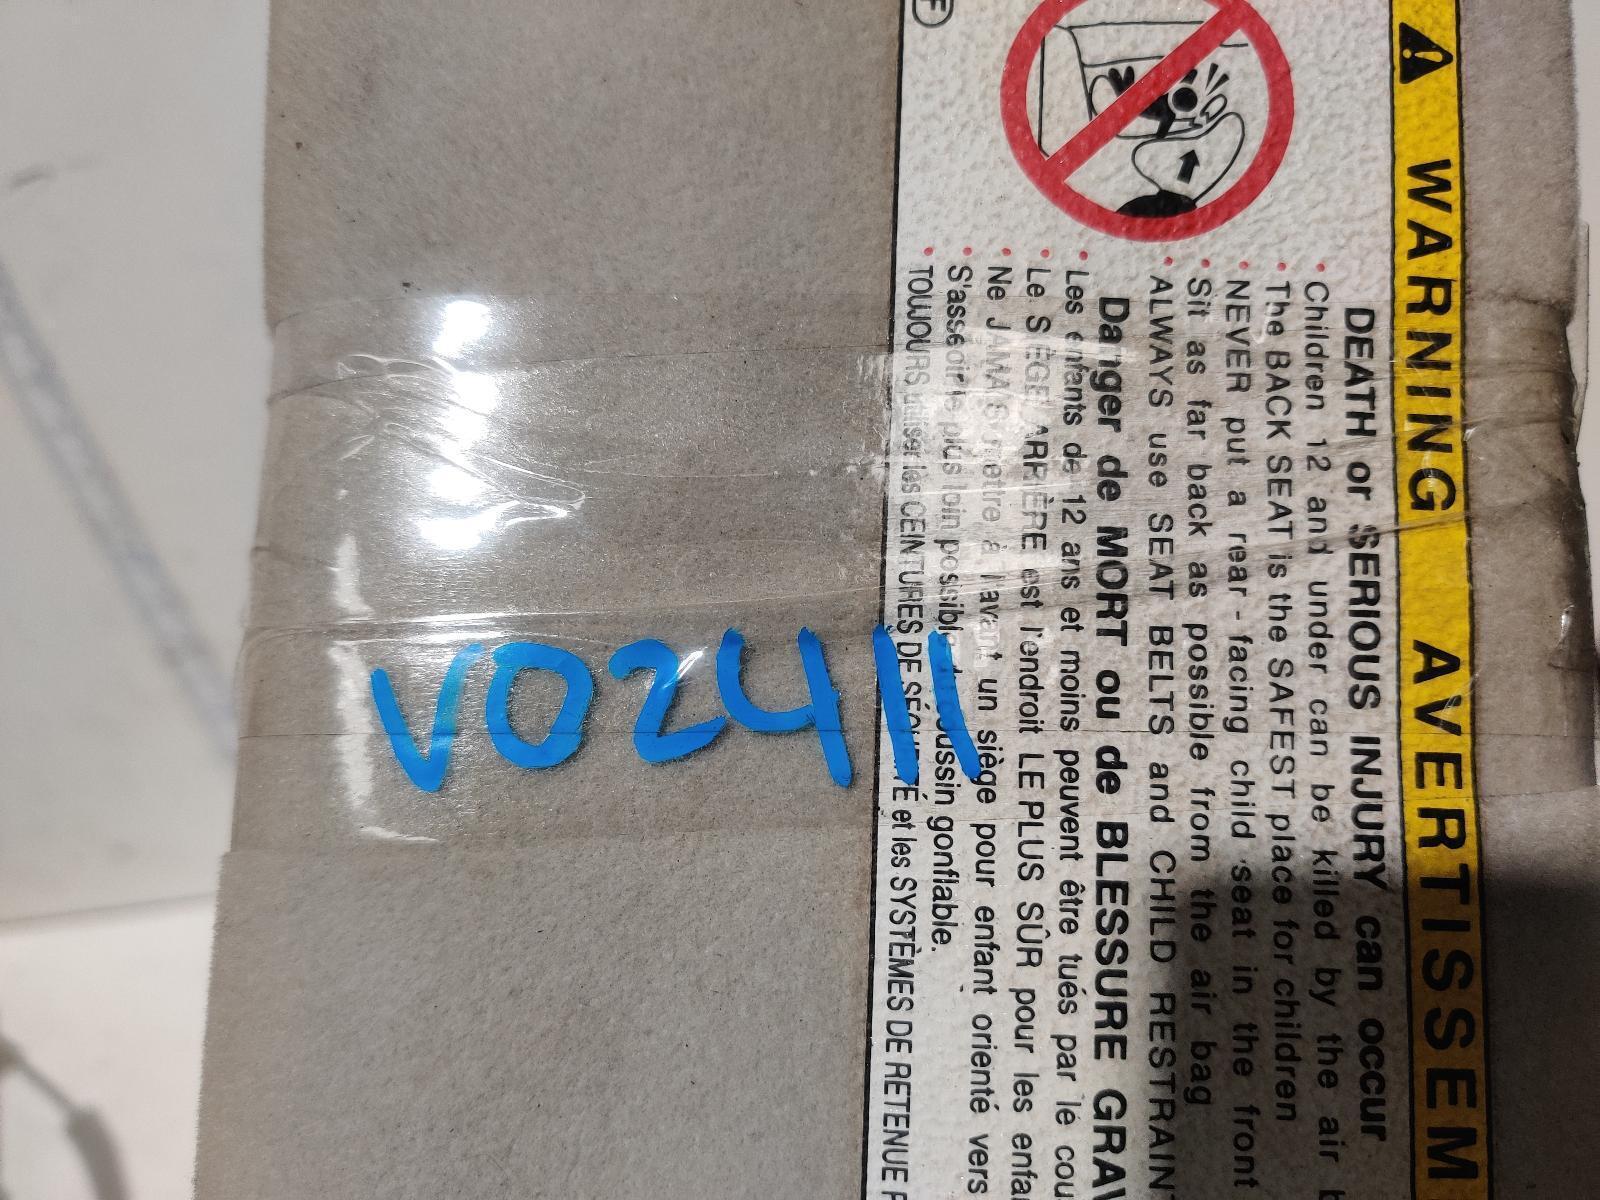 WARNING AVERTISSEM
DEATH or SERIOUS INJURY can occur
• Children 12 and under can be killed by the air b
• The BACK SEAT is the SAFEST place for children
• NEVER put a rear-facing child seat in the front
• Sit as far back as possible from the air bag
• ALWAYS use SEAT BELTS and CHILD RESTRAINT
Danger de MORT ou de BLESSURE GRAV
• Les enfants de 12 ans et moins peuvent être tués par le cou
• Le SIÈGE ARRIÈRE est l'endroit LE PLUS SÛR pour les enfa
• Ne JAMAIS mettre à l'avant un siège pour enfant orienté vers
• S'asseoir le plus loin possible du coussin gonflable.
• TOUJOURS utiliser les CEINTURES DE SÉCURITÉ et les SYSTÈMES DE RETENUE P
VO2411